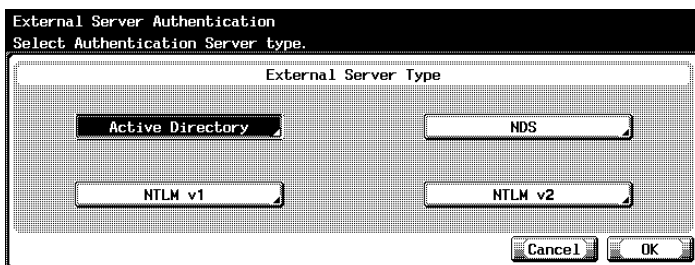 External Server Authentication
Select Authentication Server type.
External Server Type
Active Directory
NDS
NTLM v1
NTLM v2
Cancel
OK